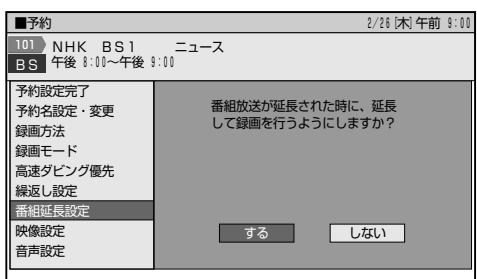 ■予約 2/26[木]午前 9:00
101 NHK BS1 ニュース
BS 午後 8:00～午後 9:00
予約設定完了
予約名設定・変更
録画方法
録画モード
高速ダビング優先
繰返し設定
番組延長設定
映像設定
音声設定
番組放送が延長された時に、延長
して録画を行うようにしますか？
する しない